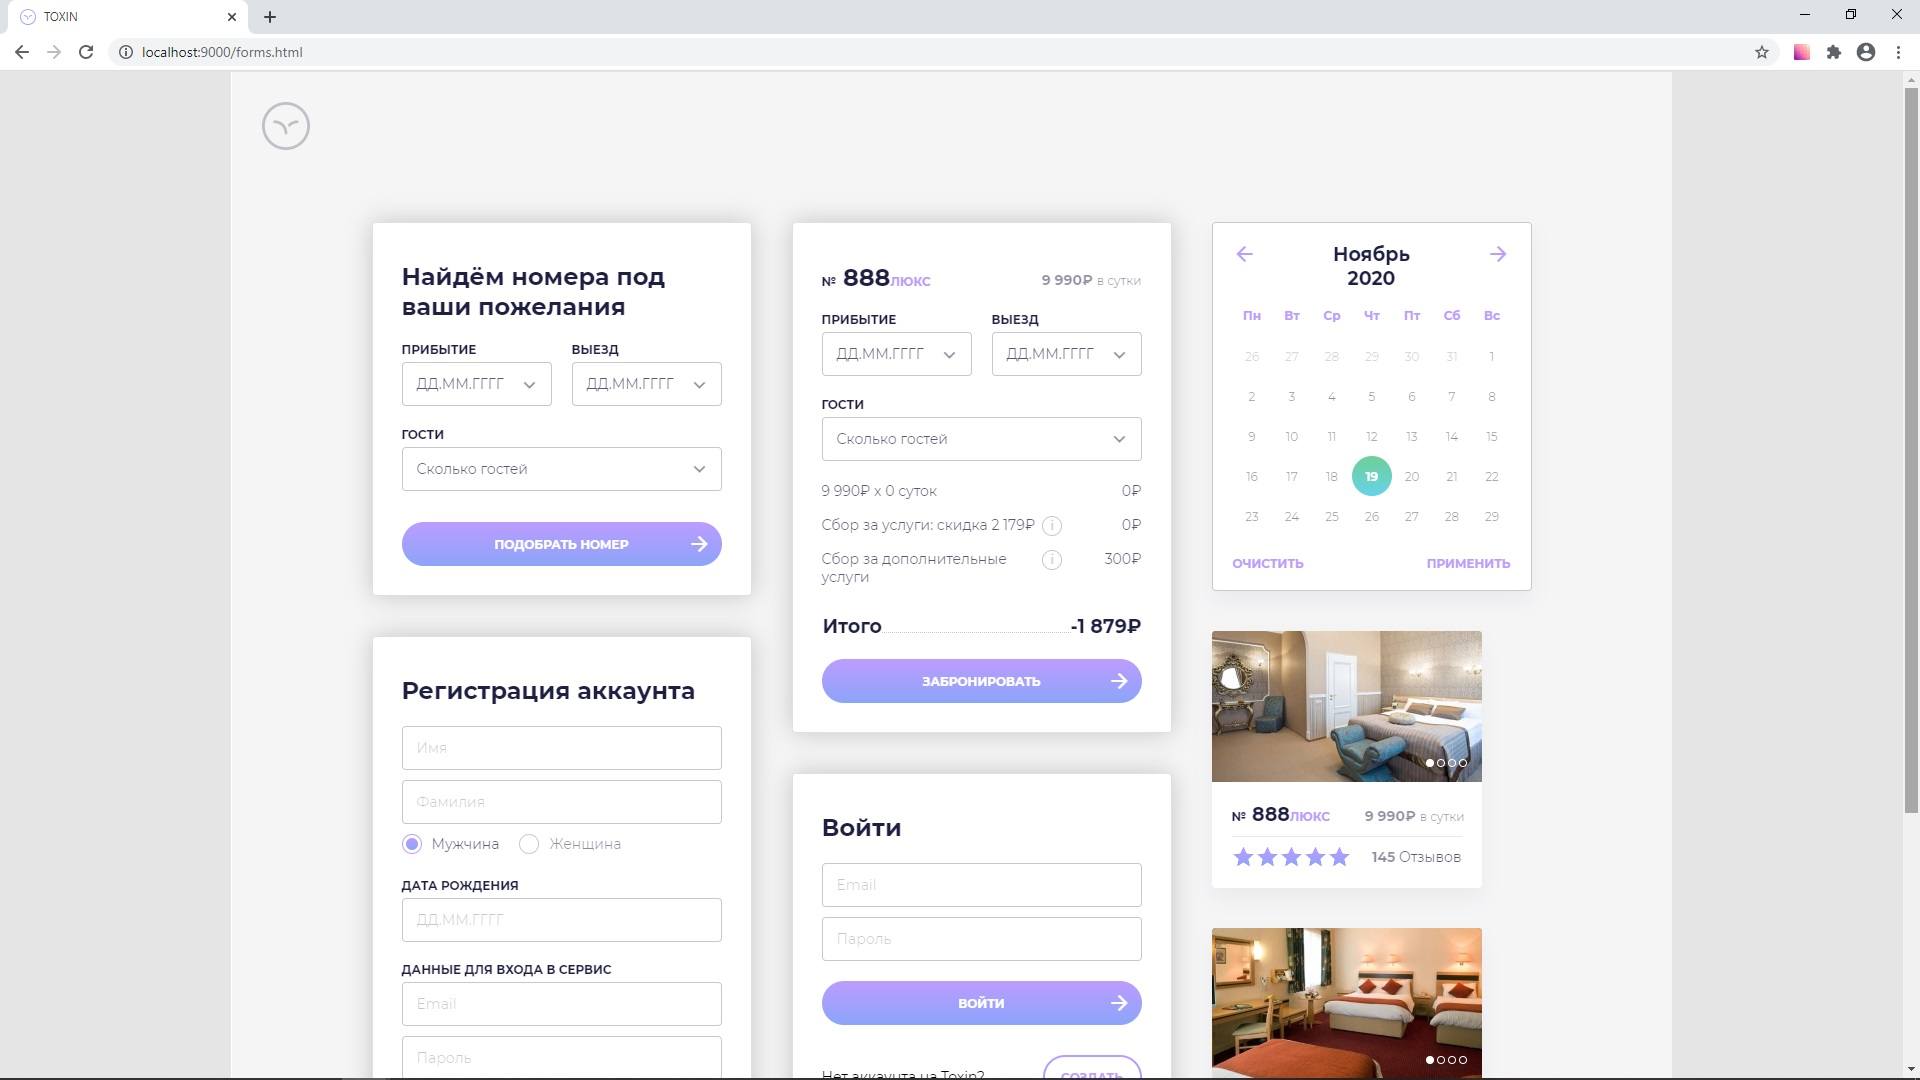 TOXIN
localhost:9000/forms.html
Найдём номера под
ваши пожелания
ПРИБЫТИЕ
ВЫЕЗД
ДД.ММ.ГГГГ
ДД.ММ.ГГГГ
ГОСТИ
Сколько гостей
ПОДОБРАТЬ НОМЕР
Регистрация аккаунта
Имя
Фамилия
Мужчина
Женщина
ДАТА РОЖДЕНИЯ
ДД.ММ.ГГГГ
ДАННЫЕ ДЛЯ ВХОДА В СЕРВИС
Email
Пароль
№ 888ЛЮКС
9 990₽ в сутки
ПРИБЫТИЕ
ВЫЕЗД
ДД.ММ.ГГГГ
ДД.ММ.ГГГГ
ГОСТИ
Сколько гостей
9 990₽ x 0 суток
0₽
Сбор за услуги: скидка 2 179₽
0₽
Сбор за дополнительные
услуги
300₽
Итого
-1 879₽
ЗАБРОНИРОВАТЬ
Войти
Email
Пароль
ВОЙТИ
Нет аккаунта на Toxin?
СОЗДАТЬ
Ноябрь
2020
Пн Вт Ср Чт Пт Сб Вс
26 27 28 29 30 31 1
2 3 4 5 6 7 8
9 10 11 12 13 14 15
16 17 18 19 20 21 22
23 24 25 26 27 28 29
ОЧИСТИТЬ
ПРИМЕНИТЬ
№ 888ЛЮКС
9 990₽ в сутки
145 Отзывов